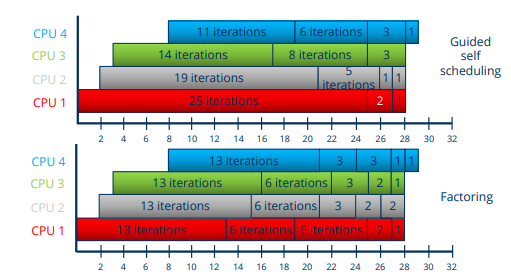 CPU 4 11 iterations 6 iterations 3 1
CPU 3 14 iterations 8 iterations 3
CPU 2 19 iterations 5 iterations 1 1
CPU 1 25 iterations 2 1
Guided
self
scheduling
2 4 6 8 10 12 14 16 18 20 22 24 26 28 30 32
CPU 4 13 iterations 3 3 1 1
CPU 3 13 iterations 6 iterations 3 2 1
CPU 2 13 iterations 6 iterations 3 2 2
CPU 1 13 iterations 6 iterations 6 iterations 2 1
Factoring
2 4 6 8 10 12 14 16 18 20 22 24 26 28 30 32